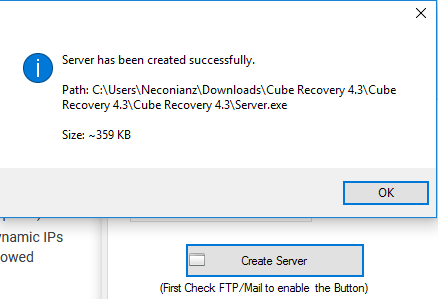 Server has been created successfully.
Path: C:\Users\Neconianz\Downloads\Cube Recovery 4.3\Cube
Recovery 4.3\Cube Recovery 4.3\Server.exe
Size: ~359 KB
OK
ynamic IPs
owed
Create Server
(First Check FTP/Mail to enable the Button)